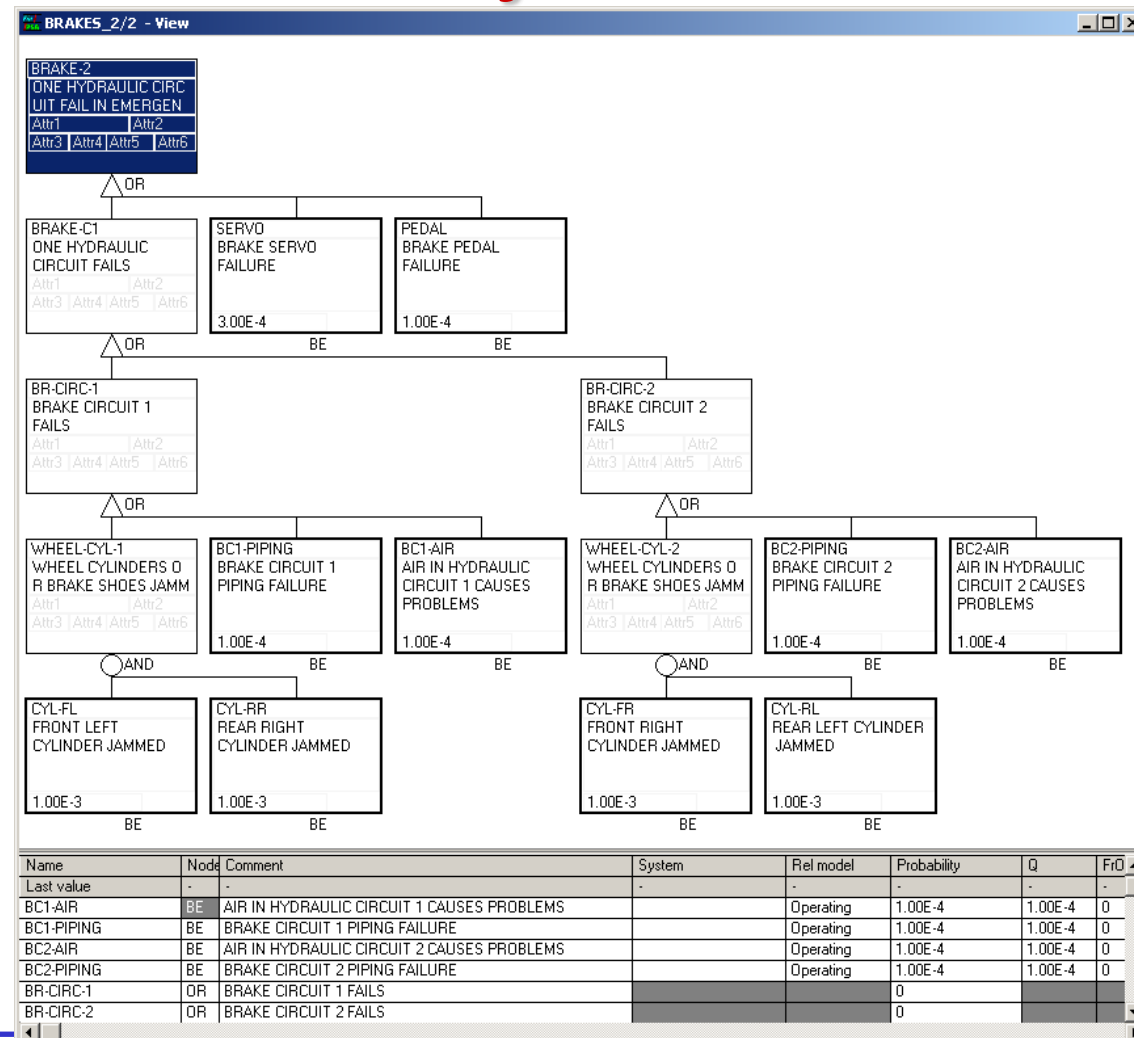 BRAKES_2/2 - View
BRAKE-2
ONE HYDRAULIC CIRC
UIT FAIL IN EMERGEN
Attr1 Attr2
Attr3 Attr4 Attr5 Attr6
OR
BRAKE-C1
ONE HYDRAULIC
CIRCUIT FAILS
Attr1 Attr2
Attr3 Attr4 Attr5 Attr6
SERVO
BRAKE SERVO
FAILURE
3.00E-4
BE
PEDAL
BRAKE PEDAL
FAILURE
1.00E-4
BE
OR
BR-CIRC-1
BRAKE CIRCUIT 1
FAILS
Attr1 Attr2
Attr3 Attr4 Attr5 Attr6
BR-CIRC-2
BRAKE CIRCUIT 2
FAILS
Attr1 Attr2
Attr3 Attr4 Attr5 Attr6
OR
OR
WHEEL-CYL-1
WHEEL CYLINDERS O
R BRAKE SHOES JAMM
Attr1 Attr2
Attr3 Attr4 Attr5 Attr6
BC1-PIPING
BRAKE CIRCUIT 1
PIPING FAILURE
1.00E-4
BE
BC1-AIR
AIR IN HYDRAULIC
CIRCUIT 1 CAUSES
PROBLEMS
1.00E-4
BE
WHEEL-CYL-2
WHEEL CYLINDERS O
R BRAKE SHOES JAMM
Attr1 Attr2
Attr3 Attr4 Attr5 Attr6
BC2-PIPING
BRAKE CIRCUIT 2
PIPING FAILURE
1.00E-4
BE
BC2-AIR
AIR IN HYDRAULIC
CIRCUIT 2 CAUSES
PROBLEMS
1.00E-4
BE
AND
AND
CYL-FL
FRONT LEFT
CYLINDER JAMMED
1.00E-3
BE
CYL-RR
REAR RIGHT
CYLINDER JAMMED
1.00E-3
BE
CYL-FR
FRONT RIGHT
CYLINDER JAMMED
1.00E-3
BE
CYL-RL
REAR LEFT CYLINDER
JAMMED
1.00E-3
BE
Name Node Comment System Rel model Probability Q FrO
Last value - - - - - - -
BC1-AIR BE AIR IN HYDRAULIC CIRCUIT 1 CAUSES PROBLEMS Operating 1.00E-4 1.00E-4 0
BC1-PIPING BE BRAKE CIRCUIT 1 PIPING FAILURE Operating 1.00E-4 1.00E-4 0
BC2-AIR BE AIR IN HYDRAULIC CIRCUIT 2 CAUSES PROBLEMS Operating 1.00E-4 1.00E-4 0
BC2-PIPING BE BRAKE CIRCUIT 2 PIPING FAILURE Operating 1.00E-4 1.00E-4 0
BR-CIRC-1 OR BRAKE CIRCUIT 1 FAILS 0
BR-CIRC-2 OR BRAKE CIRCUIT 2 FAILS 0